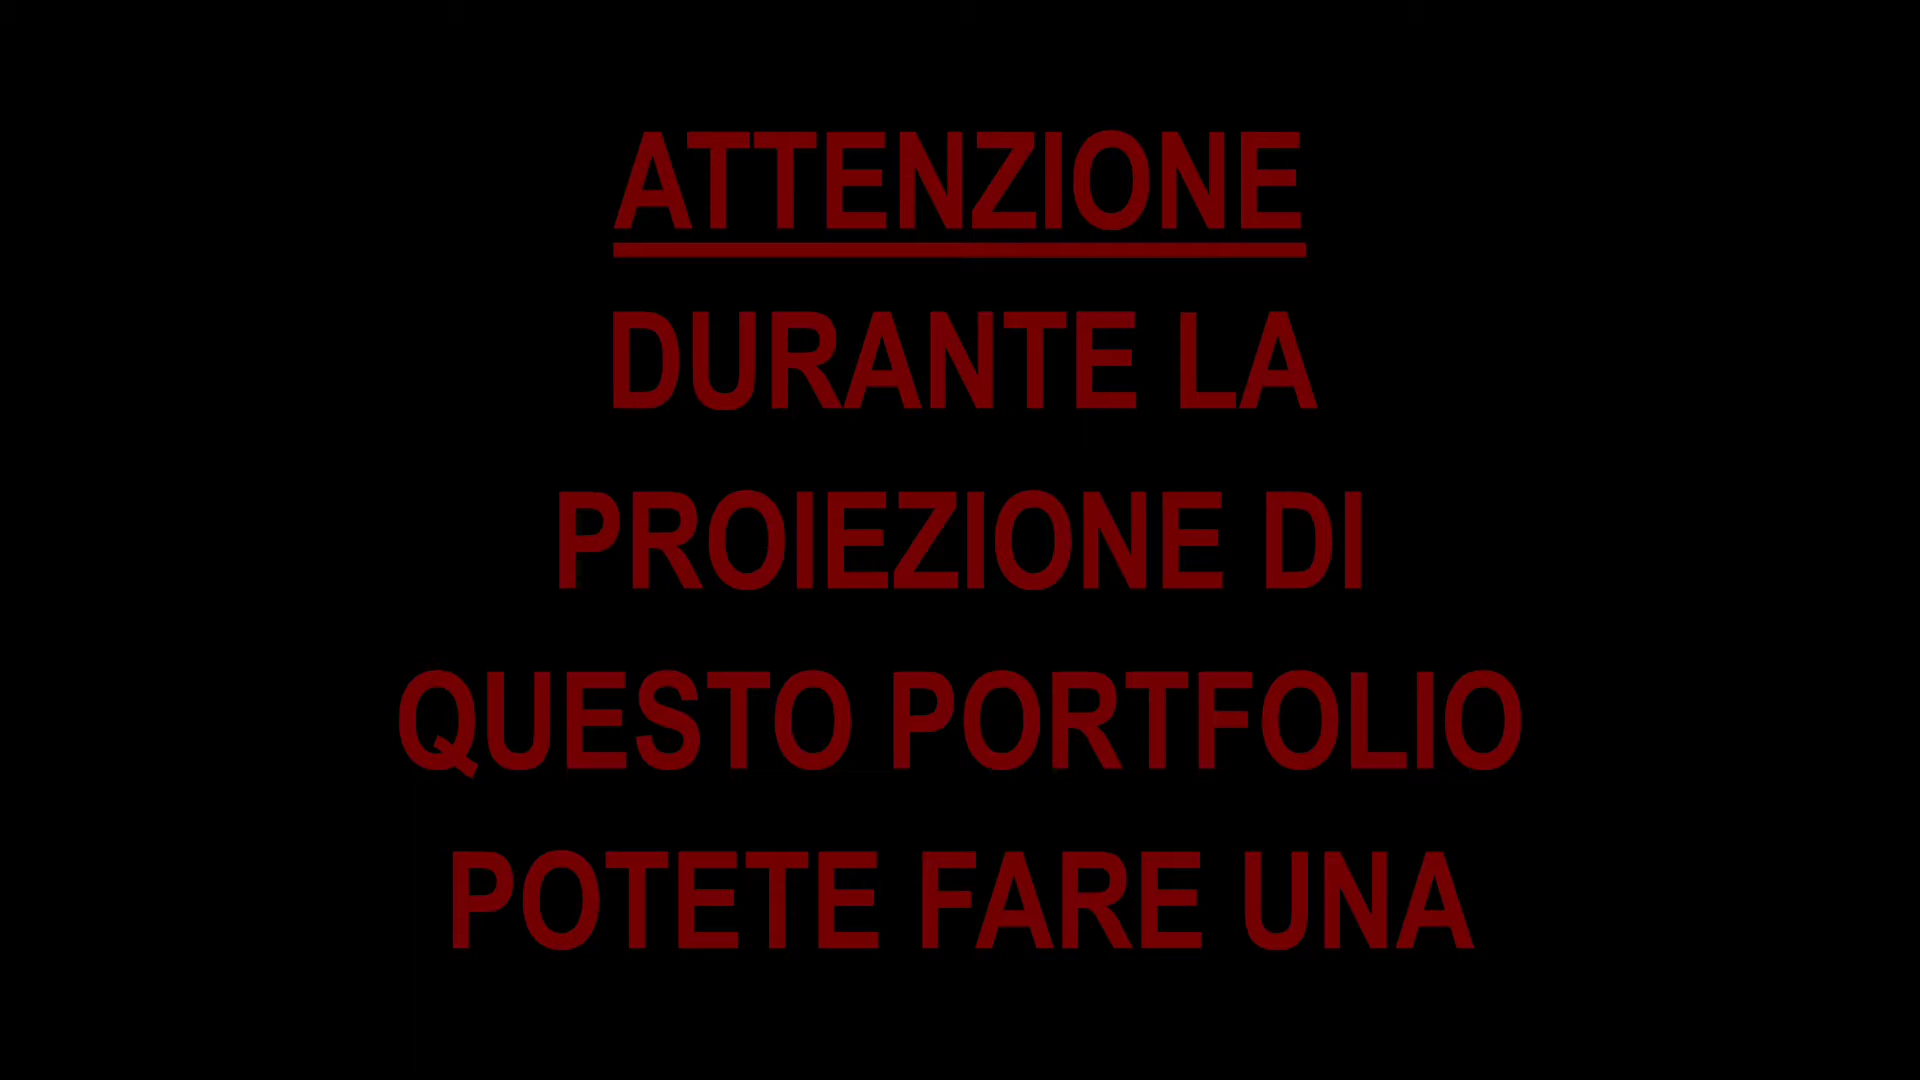 ATTENZIONE
DURANTE LA
PROIEZIONE DI
QUESTO PORTFOLIO
POTETE FARE UNA